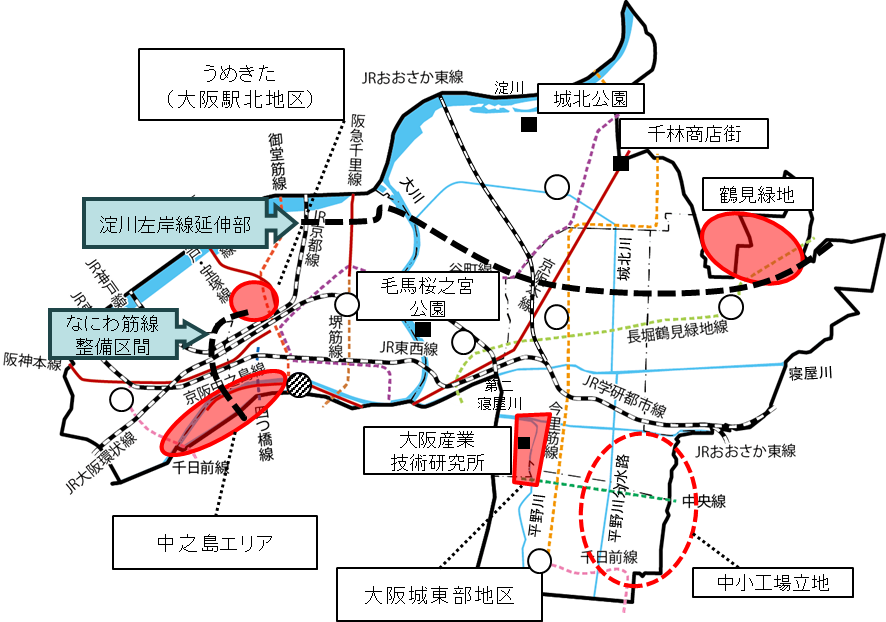 うめきた
（大阪駅北地区）
JRおおさか東線
淀川
城北公園
千林商店街
鶴見緑地
御堂筋線
阪急千里線
大川
淀川左岸線延伸部
JR京都線
宝塚線
JR神戸線
谷町線
城北川
毛馬桜之宮
公園
なにわ筋線
整備区間
堺筋線
JR東西線
長堀鶴見緑地線
阪神本線
京阪中之島線
第二
寝屋川
JR学研都市線
寝屋川
四つ橋線
今里筋線
大阪産業
技術研究所
JRおおさか東線
JR大阪環状線
千日前線
平野川分水路
中央線
平野川
中之島エリア
千日前線
大阪城東部地区
中小工場立地